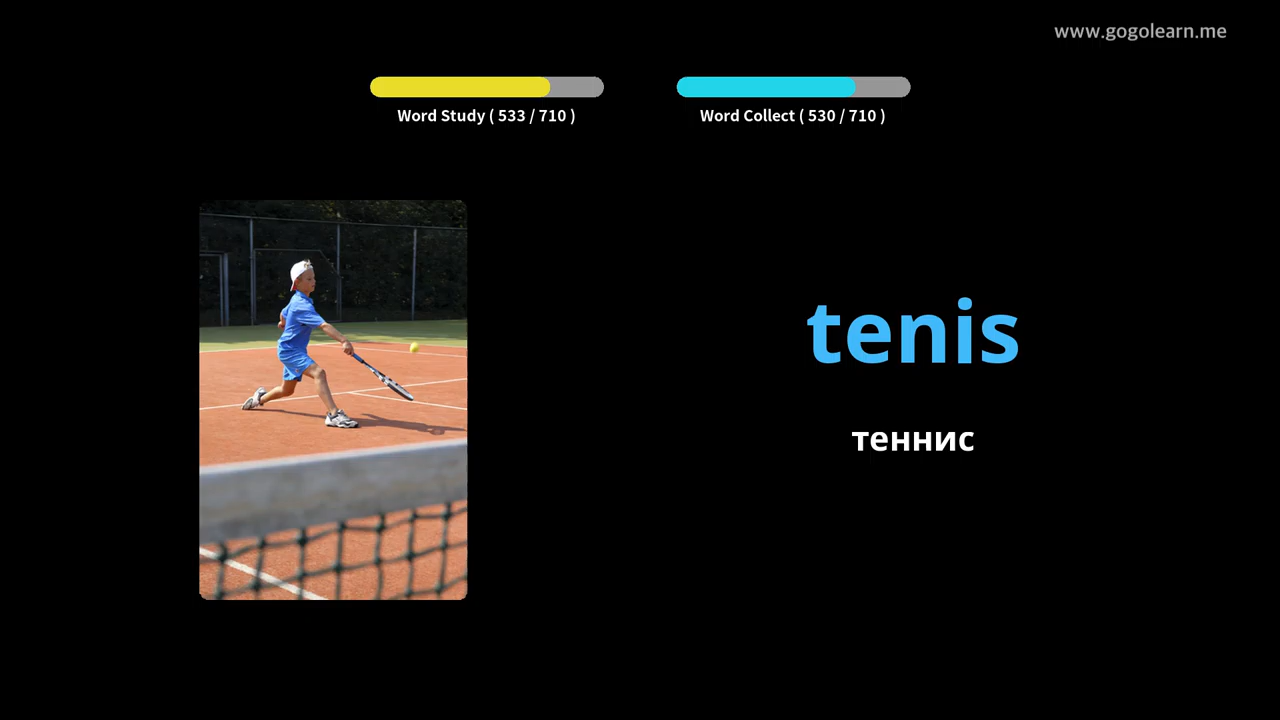 www.gogolearn.me
Word Study ( 533 / 710 )
Word Collect ( 530 / 710 )
tenis
теннис